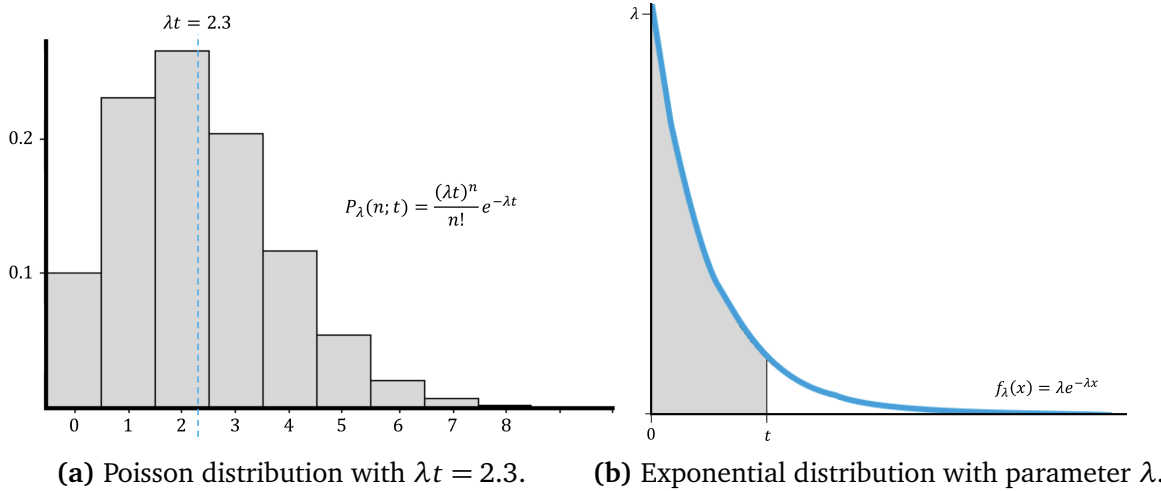 λt = 2.3
0.2
0.1
P_λ(n; t) = (λt)^n / n! e^{−λt}
0 1 2 3 4 5 6 7 8
(a) Poisson distribution with λt = 2.3.
λ
f_λ(x) = λe^{−λx}
0 t
(b) Exponential distribution with parameter λ.